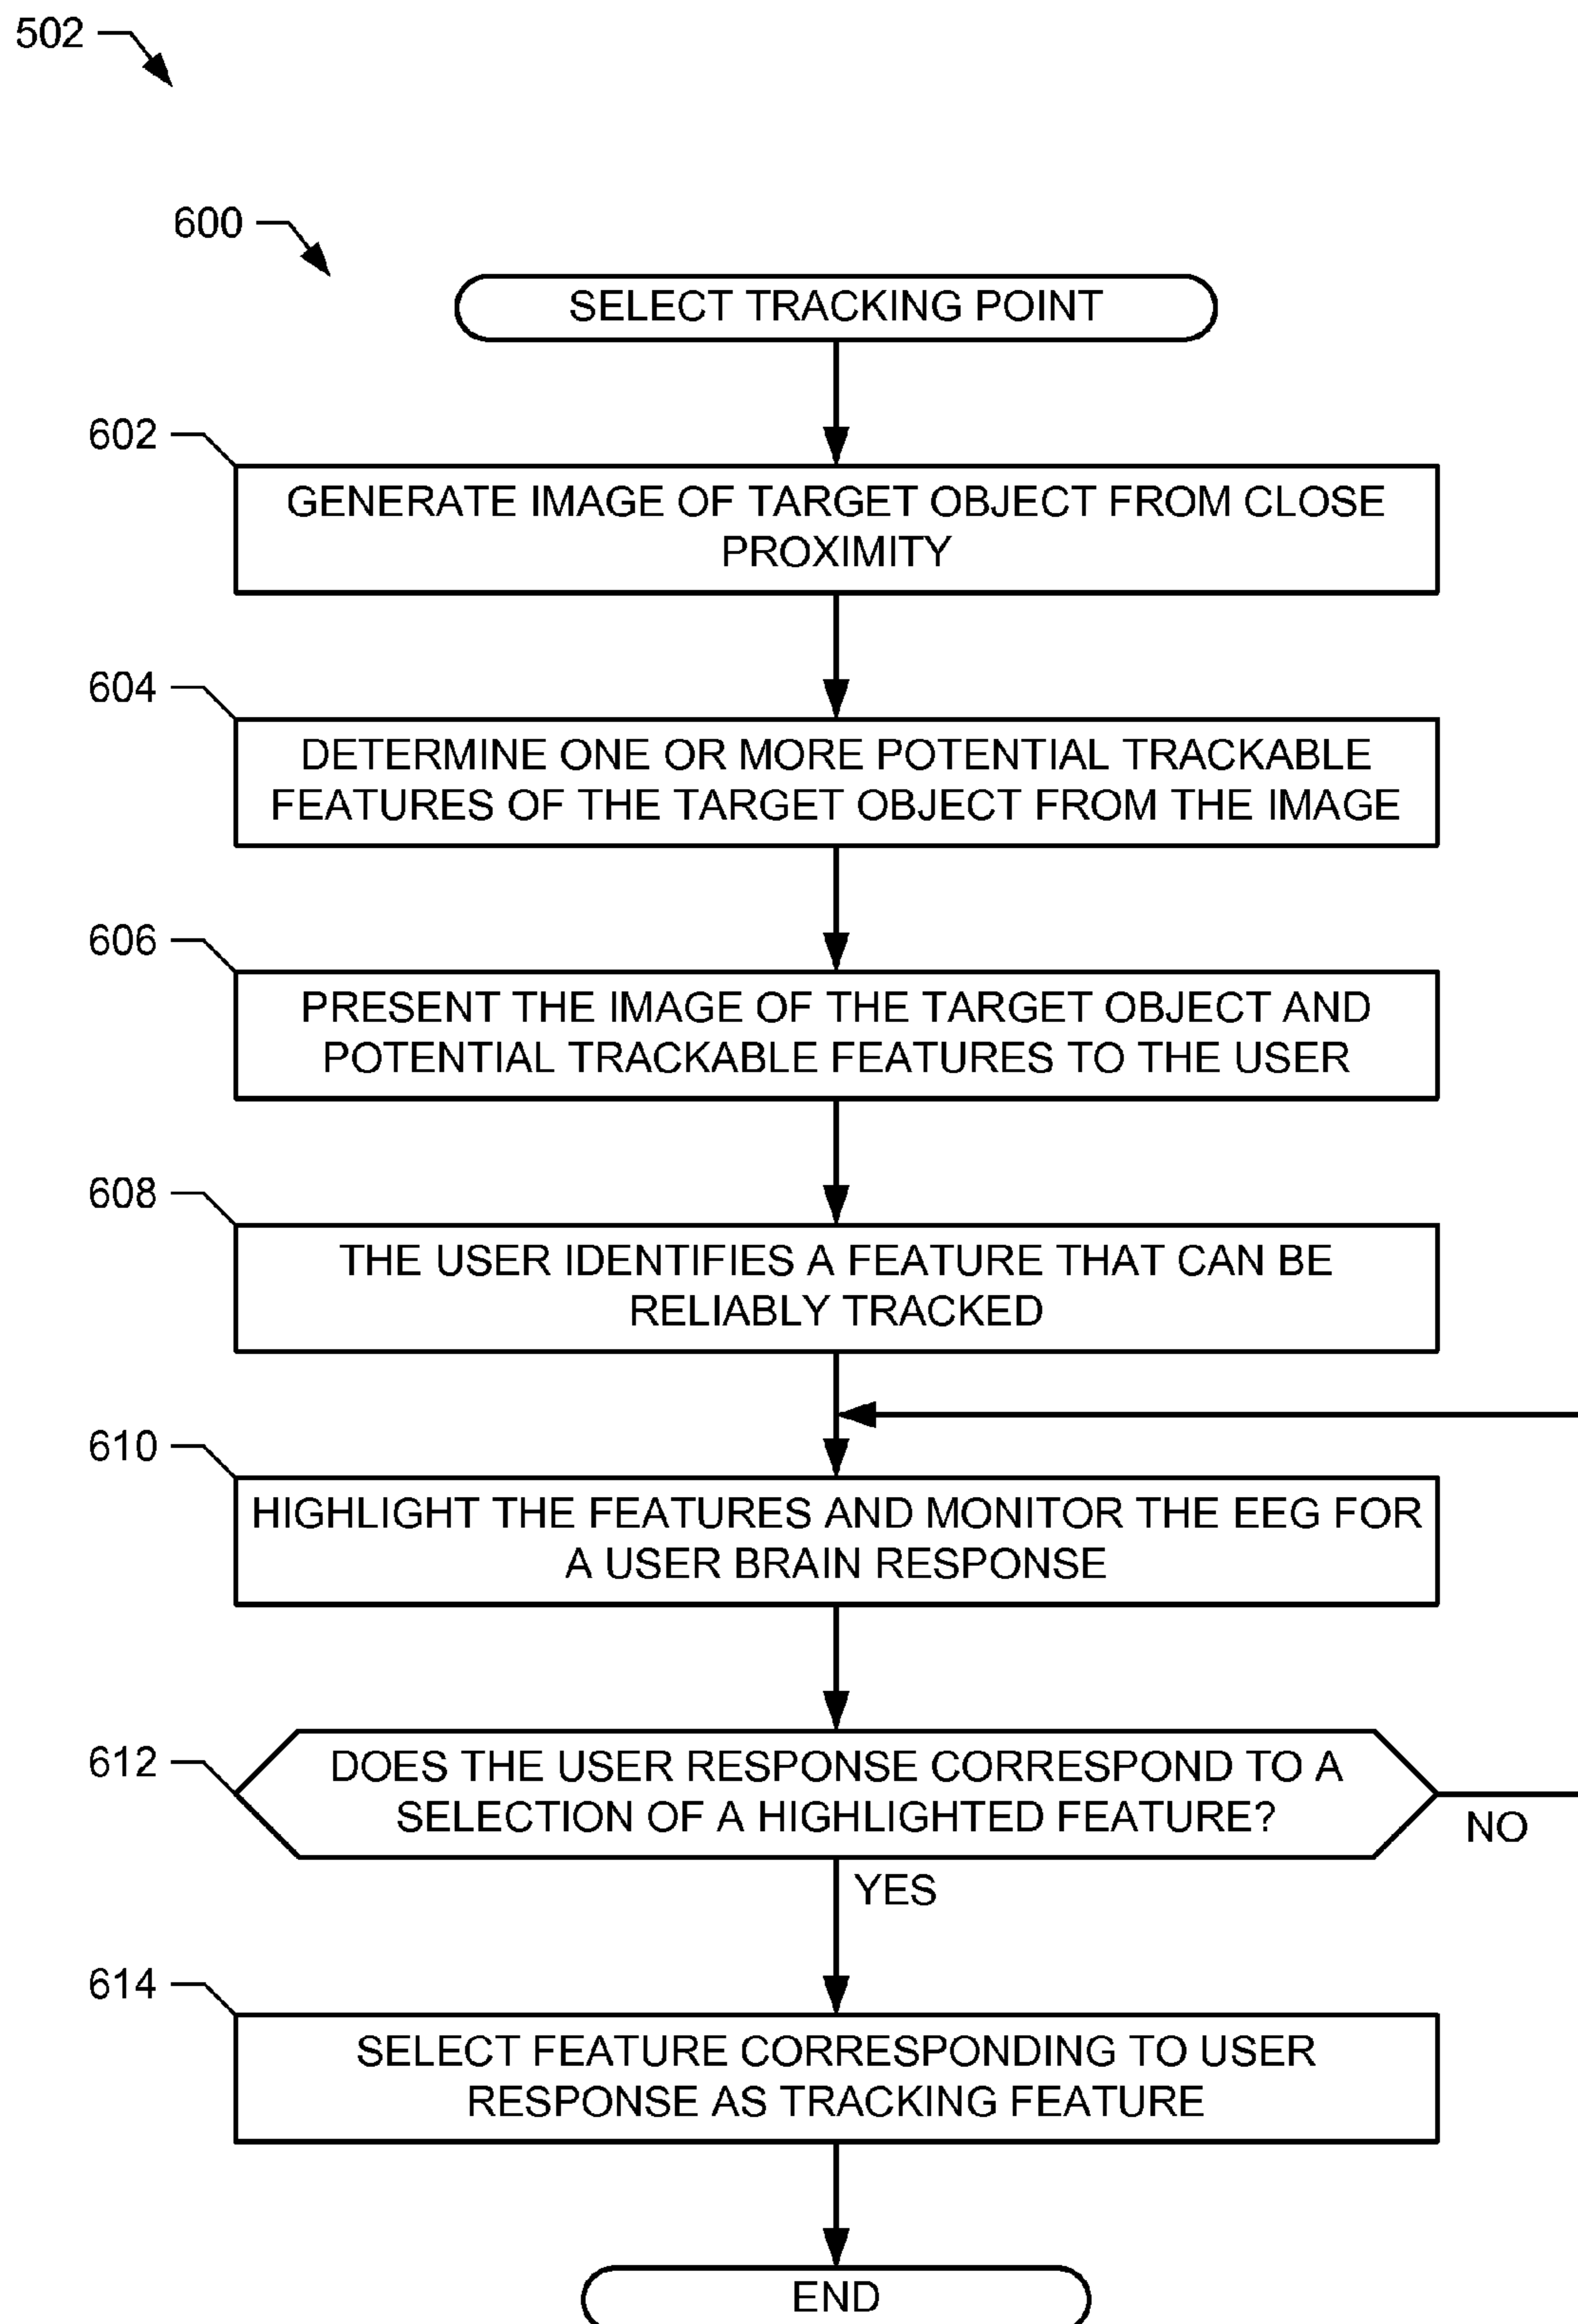 502
600
SELECT TRACKING POINT
602
GENERATE IMAGE OF TARGET OBJECT FROM CLOSE
PROXIMITY
604
DETERMINE ONE OR MORE POTENTIAL TRACKABLE
FEATURES OF THE TARGET OBJECT FROM THE IMAGE
606
PRESENT THE IMAGE OF THE TARGET OBJECT AND
POTENTIAL TRACKABLE FEATURES TO THE USER
608
THE USER IDENTIFIES A FEATURE THAT CAN BE
RELIABLY TRACKED
610
HIGHLIGHT THE FEATURES AND MONITOR THE EEG FOR
A USER BRAIN RESPONSE
612
DOES THE USER RESPONSE CORRESPOND TO A
SELECTION OF A HIGHLIGHTED FEATURE?
NO
YES
614
SELECT FEATURE CORRESPONDING TO USER
RESPONSE AS TRACKING FEATURE
END